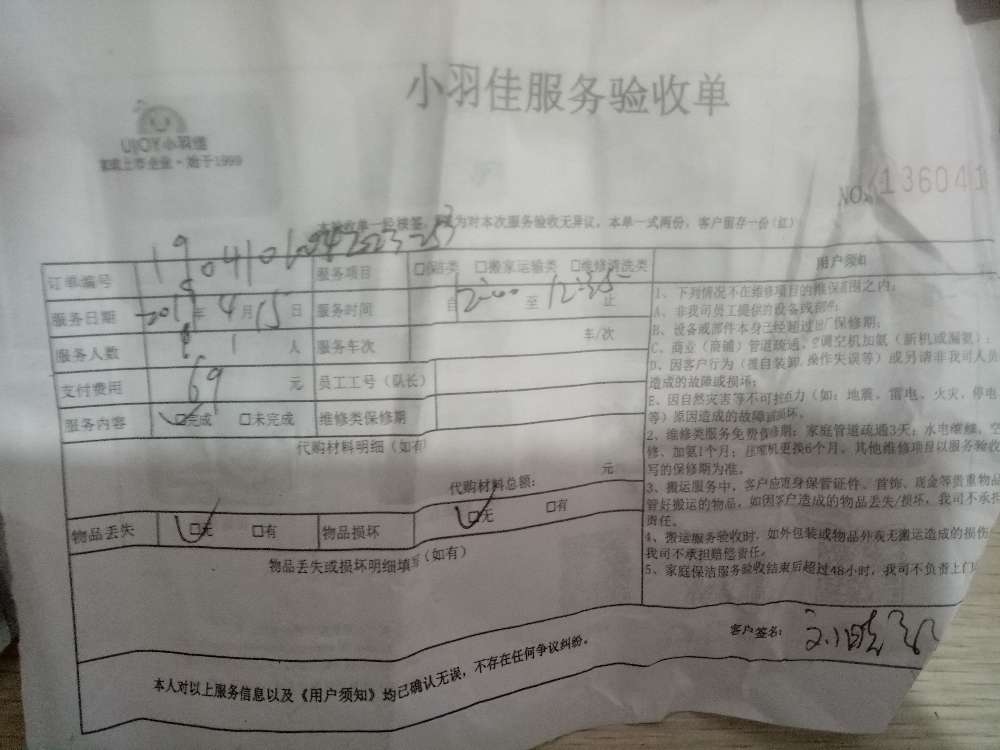 小羽佳服务验收单
UJOY小羽佳
家政上市企业·始于1999
NO. 136041
本验收单一经核签,视为对本次服务验收无异议,本单一式两份,客户留存一份(红)
订单编号 服务项目 □保洁类 □搬家运输类 □维修清洗类 用户须知
服务日期 2019年4月15日 服务时间 自 至 止
服务人数 1人 服务车次 车/次
支付费用 69元 员工工号(队长)
服务内容 □完成 □未完成 维修类保修期
代购材料明细(如有
元
代购材料总额:
物品丢失 □无 □有 物品损坏 □无 □有
物品丢失或损坏明细填写(如有)
1、下列情况不在维修项目的维保范围之内:
A、非我司员工提供的设备或部件;
B、设备或部件本身已经超过出厂保修期;
C、商业(商铺)管道疏通、空调空机加氨(新机或漏氨);
D、因客户行为(擅自装卸、操作失误等)或另请非我司人员
造成的故障或损坏;
E、因自然灾害等不可抗力(如:地震、雷电、火灾、停电
等)原因造成的故障或损坏。
2、维修类服务免费保修期:家庭管道疏通3天;水电维修、空
修、加氨1个月;压缩机更换6个月。其他维修项目以服务验收
写的保修期为准。
3、搬运服务中,客户应随身保管证件、首饰、现金等贵重物品
管好搬运的物品,如因客户造成的物品丢失/损坏,我司不承担
责任。
4、搬运服务验收时,如外包装或物品外观无搬运造成的损伤
我司不承担赔偿责任。
5、家庭保洁服务验收结束后超过48小时,我司不负责上门
客户签名:
本人对以上服务信息以及《用户须知》均已确认无误,不存在任何争议纠纷。